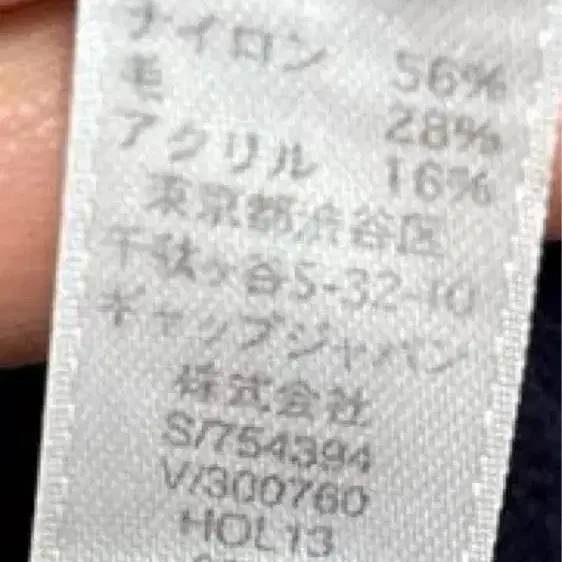 ナイロン 56%
毛 28%
アクリル 16%
東京都渋谷区
千駄ヶ谷5-32-10
ギャップジャパン
株式会社
S/754394
V/300760
HOL13